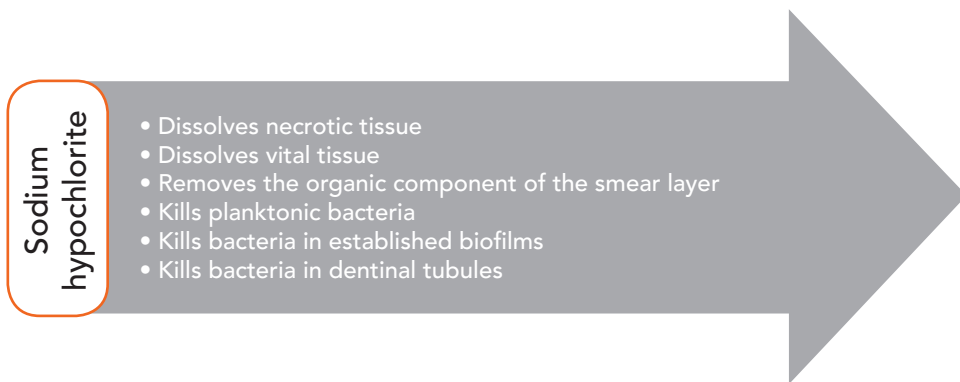 Sodium
hypochlorite
• Dissolves necrotic tissue
• Dissolves vital tissue
• Removes the organic component of the smear layer
• Kills planktonic bacteria
• Kills bacteria in established biofilms
• Kills bacteria in dentinal tubules